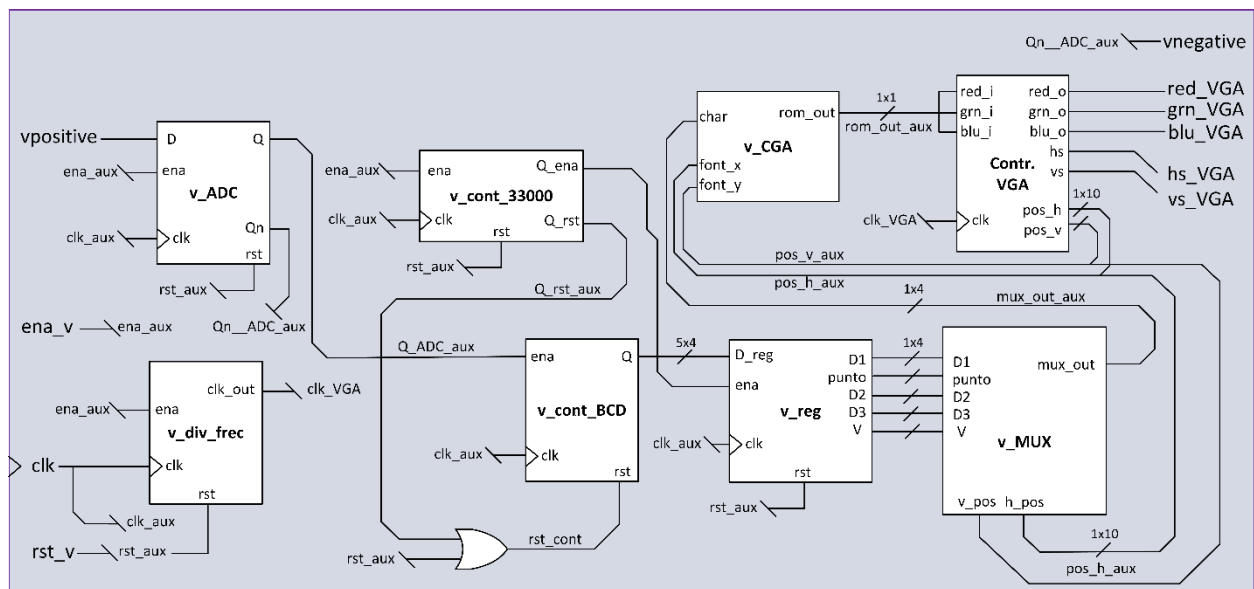 Qn__ADC_aux
vnegative
vpositive
D
Q
ena_aux
ena
v_ADC
clk_aux
clk
Qn
rst
rst_aux
Qn__ADC_aux
ena_v
ena_aux
ena_aux
ena
Q_ena
v_cont_33000
clk_aux
clk
Q_rst
rst
rst_aux
Q_rst_aux
char
rom_out
v_CGA
font_x
font_y
1x1
rom_out_aux
red_i
red_o
grn_i
grn_o
blu_i
blu_o
hs
Contr.
VGA
vs
clk_VGA
clk
pos_h
pos_v
1x10
red_VGA
grn_VGA
blu_VGA
hs_VGA
vs_VGA
pos_v_aux
pos_h_aux
1x4
mux_out_aux
clk_out
clk_VGA
ena_aux
ena
v_div_frec
clk
clk
rst
clk_aux
rst_v
rst_aux
Q_ADC_aux
ena
Q
v_cont_BCD
clk_aux
clk
rst
rst_aux
rst_cont
5x4
D_reg
D1
ena
punto
D2
v_reg
D3
clk_aux
clk
V
rst
rst_aux
1x4
D1
mux_out
punto
D2
D3
V
v_MUX
v_pos
h_pos
1x10
pos_h_aux